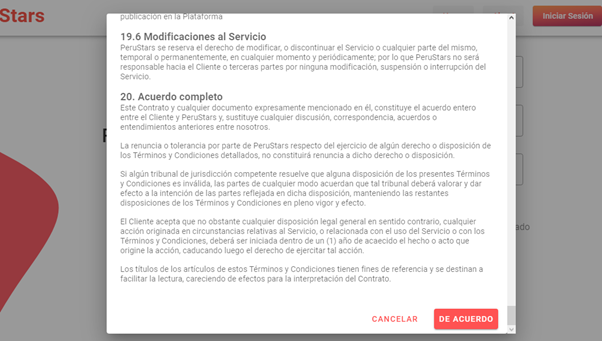 publicación en la Plataforma
Stars
Iniciar Sesión
19.6 Modificaciones al Servicio
PeruStars se reserva el derecho de modificar, o discontinuar el Servicio o cualquier parte del mismo,
temporal o permanentemente, en cualquier momento y periódicamente; por lo que PeruStars no será
responsable hacia el Cliente o terceras partes por ninguna modificación, suspensión o interrupción del
Servicio.
20. Acuerdo completo
Este Contrato y cualquier documento expresamente mencionado en él, constituye el acuerdo entero
entre el Cliente y PeruStars y, sustituye cualquier discusión, correspondencia, acuerdos o
entendimientos anteriores entre nosotros.
La renuncia o tolerancia por parte de PeruStars respecto del ejercicio de algún derecho o disposición de
los Términos y Condiciones detallados, no constituirá renuncia a dicho derecho o disposición.
Si algún tribunal de jurisdicción competente resuelve que alguna disposición de los presentes Términos
y Condiciones es inválida, las partes de cualquier modo acuerdan que tal tribunal deberá valorar y dar
efecto a la intención de las partes reflejada en dicha disposición, manteniendo las restantes
disposiciones de los Términos y Condiciones en pleno vigor y efecto.
El Cliente acepta que no obstante cualquier disposición legal general en sentido contrario, cualquier
acción originada en circunstancias relativas al Servicio, o relacionada con el uso del Servicio o con los
Términos y Condiciones, deberá ser iniciada dentro de un (1) año de acaecido el hecho o acto que
origine la acción, caducando luego el derecho de ejercitar tal acción.
Los títulos de los artículos de estos Términos y Condiciones tienen fines de referencia y se destinan a
facilitar la lectura, careciendo de efectos para la interpretación del Contrato.
CANCELAR
DE ACUERDO